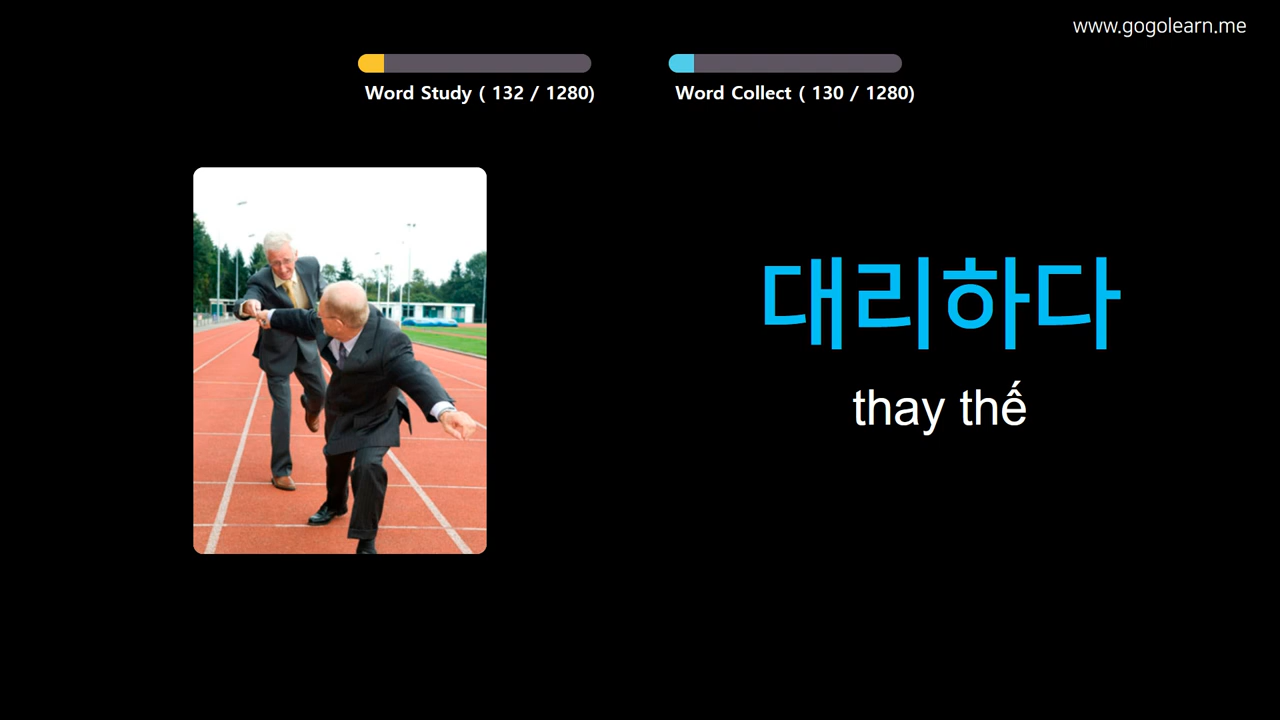 www.gogolearn.me
Word Study ( 132 / 1280)
Word Collect ( 130 / 1280)
대리하다
thay thế